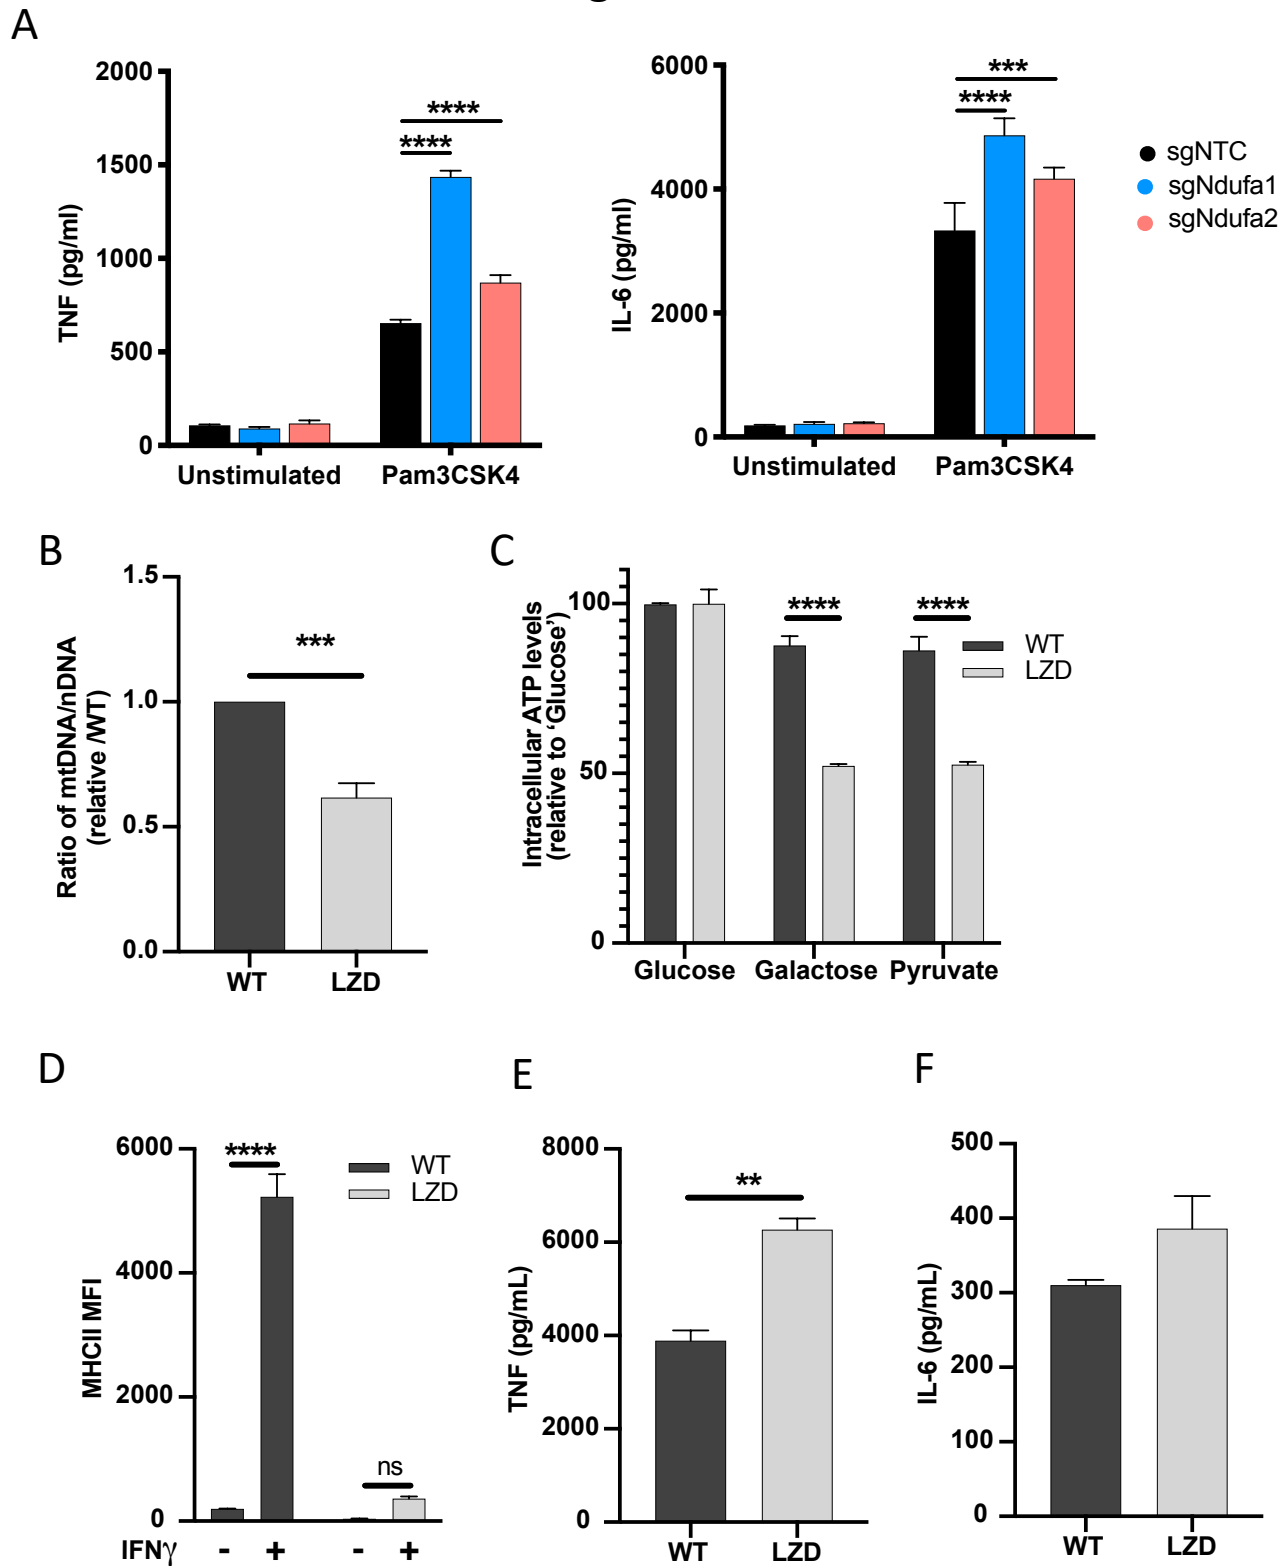 g
A
2000
1500
1000
500
0
TNF (pg/ml)
****
****
Unstimulated
Pam3CSK4
6000
4000
2000
0
IL-6 (pg/ml)
***
****
Unstimulated
Pam3CSK4
sgNTC
sgNdufa1
sgNdufa2
B
1.5
1.0
0.5
0.0
Ratio of mtDNA/nDNA
(relative /WT)
***
WT
LZD
C
100
50
0
Intracellular ATP levels
(relative to ‘Glucose’)
****
****
WT
LZD
Glucose
Galactose
Pyruvate
D
6000
4000
2000
0
MHCII MFI
****
ns
WT
LZD
IFNγ - + - +
E
8000
6000
4000
2000
0
TNF (pg/mL)
**
WT
LZD
F
500
400
300
200
100
0
IL-6 (pg/mL)
WT
LZD